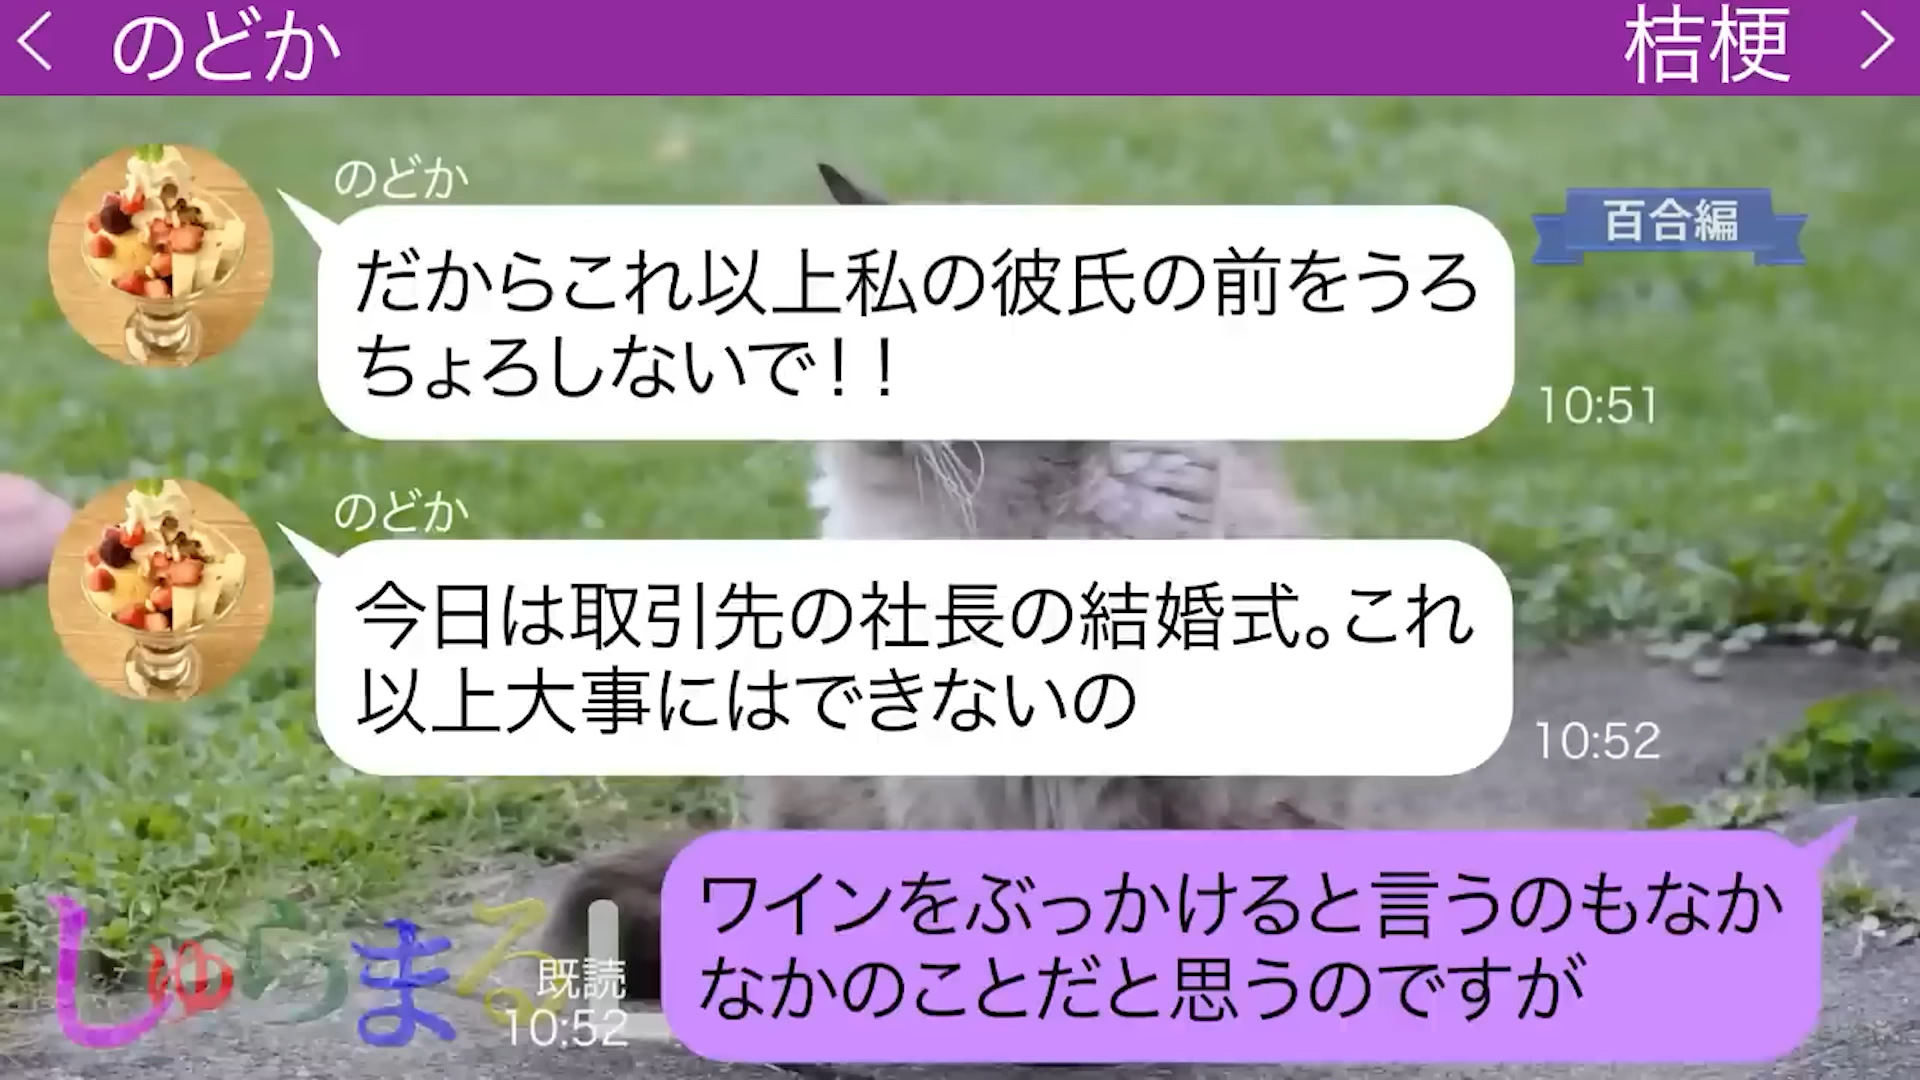 のどか
桔梗
のどか
百合編
だからこれ以上私の彼氏の前をうろ
ちょろしないで！！
10:51
のどか
今日は取引先の社長の結婚式。これ
以上大事にはできないの
10:52
ワインをぶっかけると言うのもなか
なかのことだと思うのですが
既読
10:52
しゅらまる